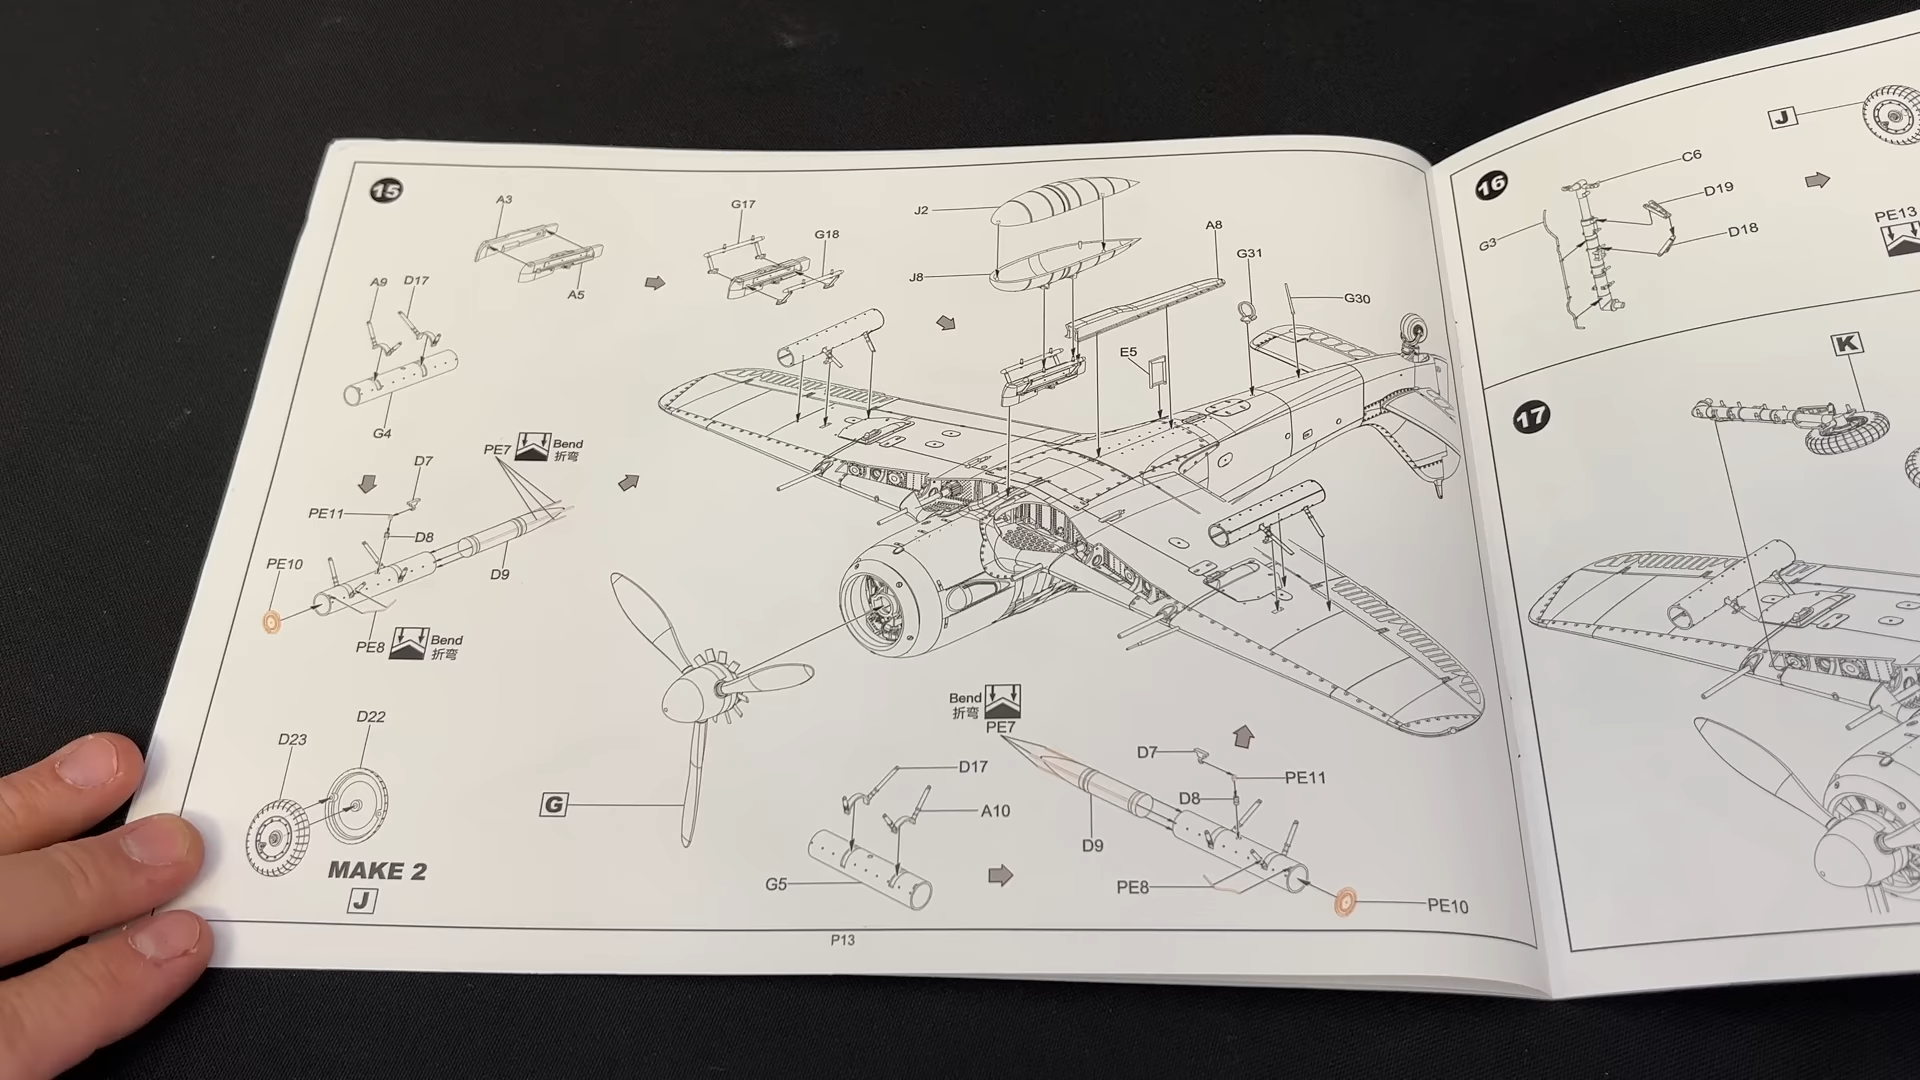 15
A3
A5
A9
D17
G4
G17
G18
J2
J8
A8
G31
G30
E5
PE7
Bend
折弯
D7
PE11
D8
PE10
D9
PE8
Bend
折弯
D23
D22
MAKE 2
J
G
Bend
折弯
PE7
D17
A10
G5
D7
PE11
D8
D9
PE8
PE10
P13
16
J
C6
D19
G3
D18
PE13
17
K